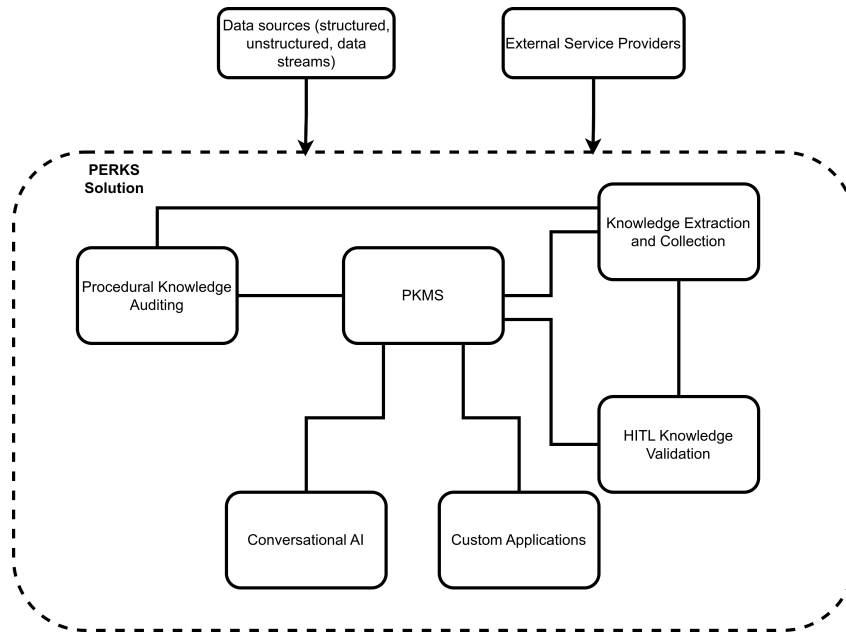 Data sources (structured,
unstructured, data
streams)
External Service Providers
PERKS
Solution
Knowledge Extraction
and Collection
Procedural Knowledge
Auditing
PKMS
HITL Knowledge
Validation
Conversational AI
Custom Applications